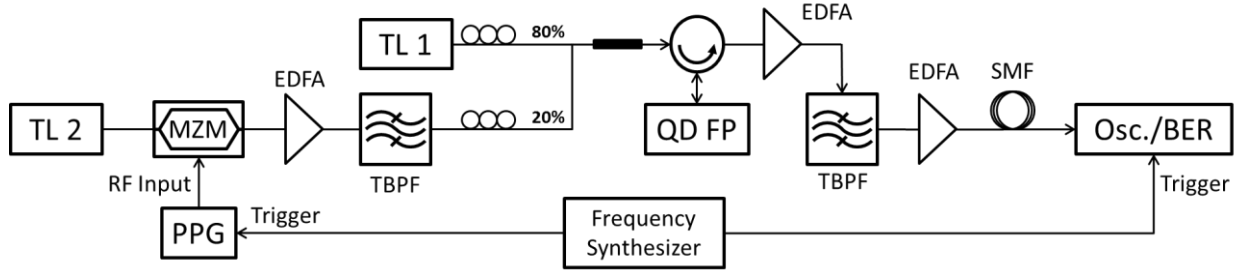 TL 1
80%
EDFA
EDFA
TL 2
MZM
TBPF
20%
QD FP
TBPF
EDFA
SMF
Osc./BER
RF Input
PPG
Trigger
Frequency
Synthesizer
Trigger